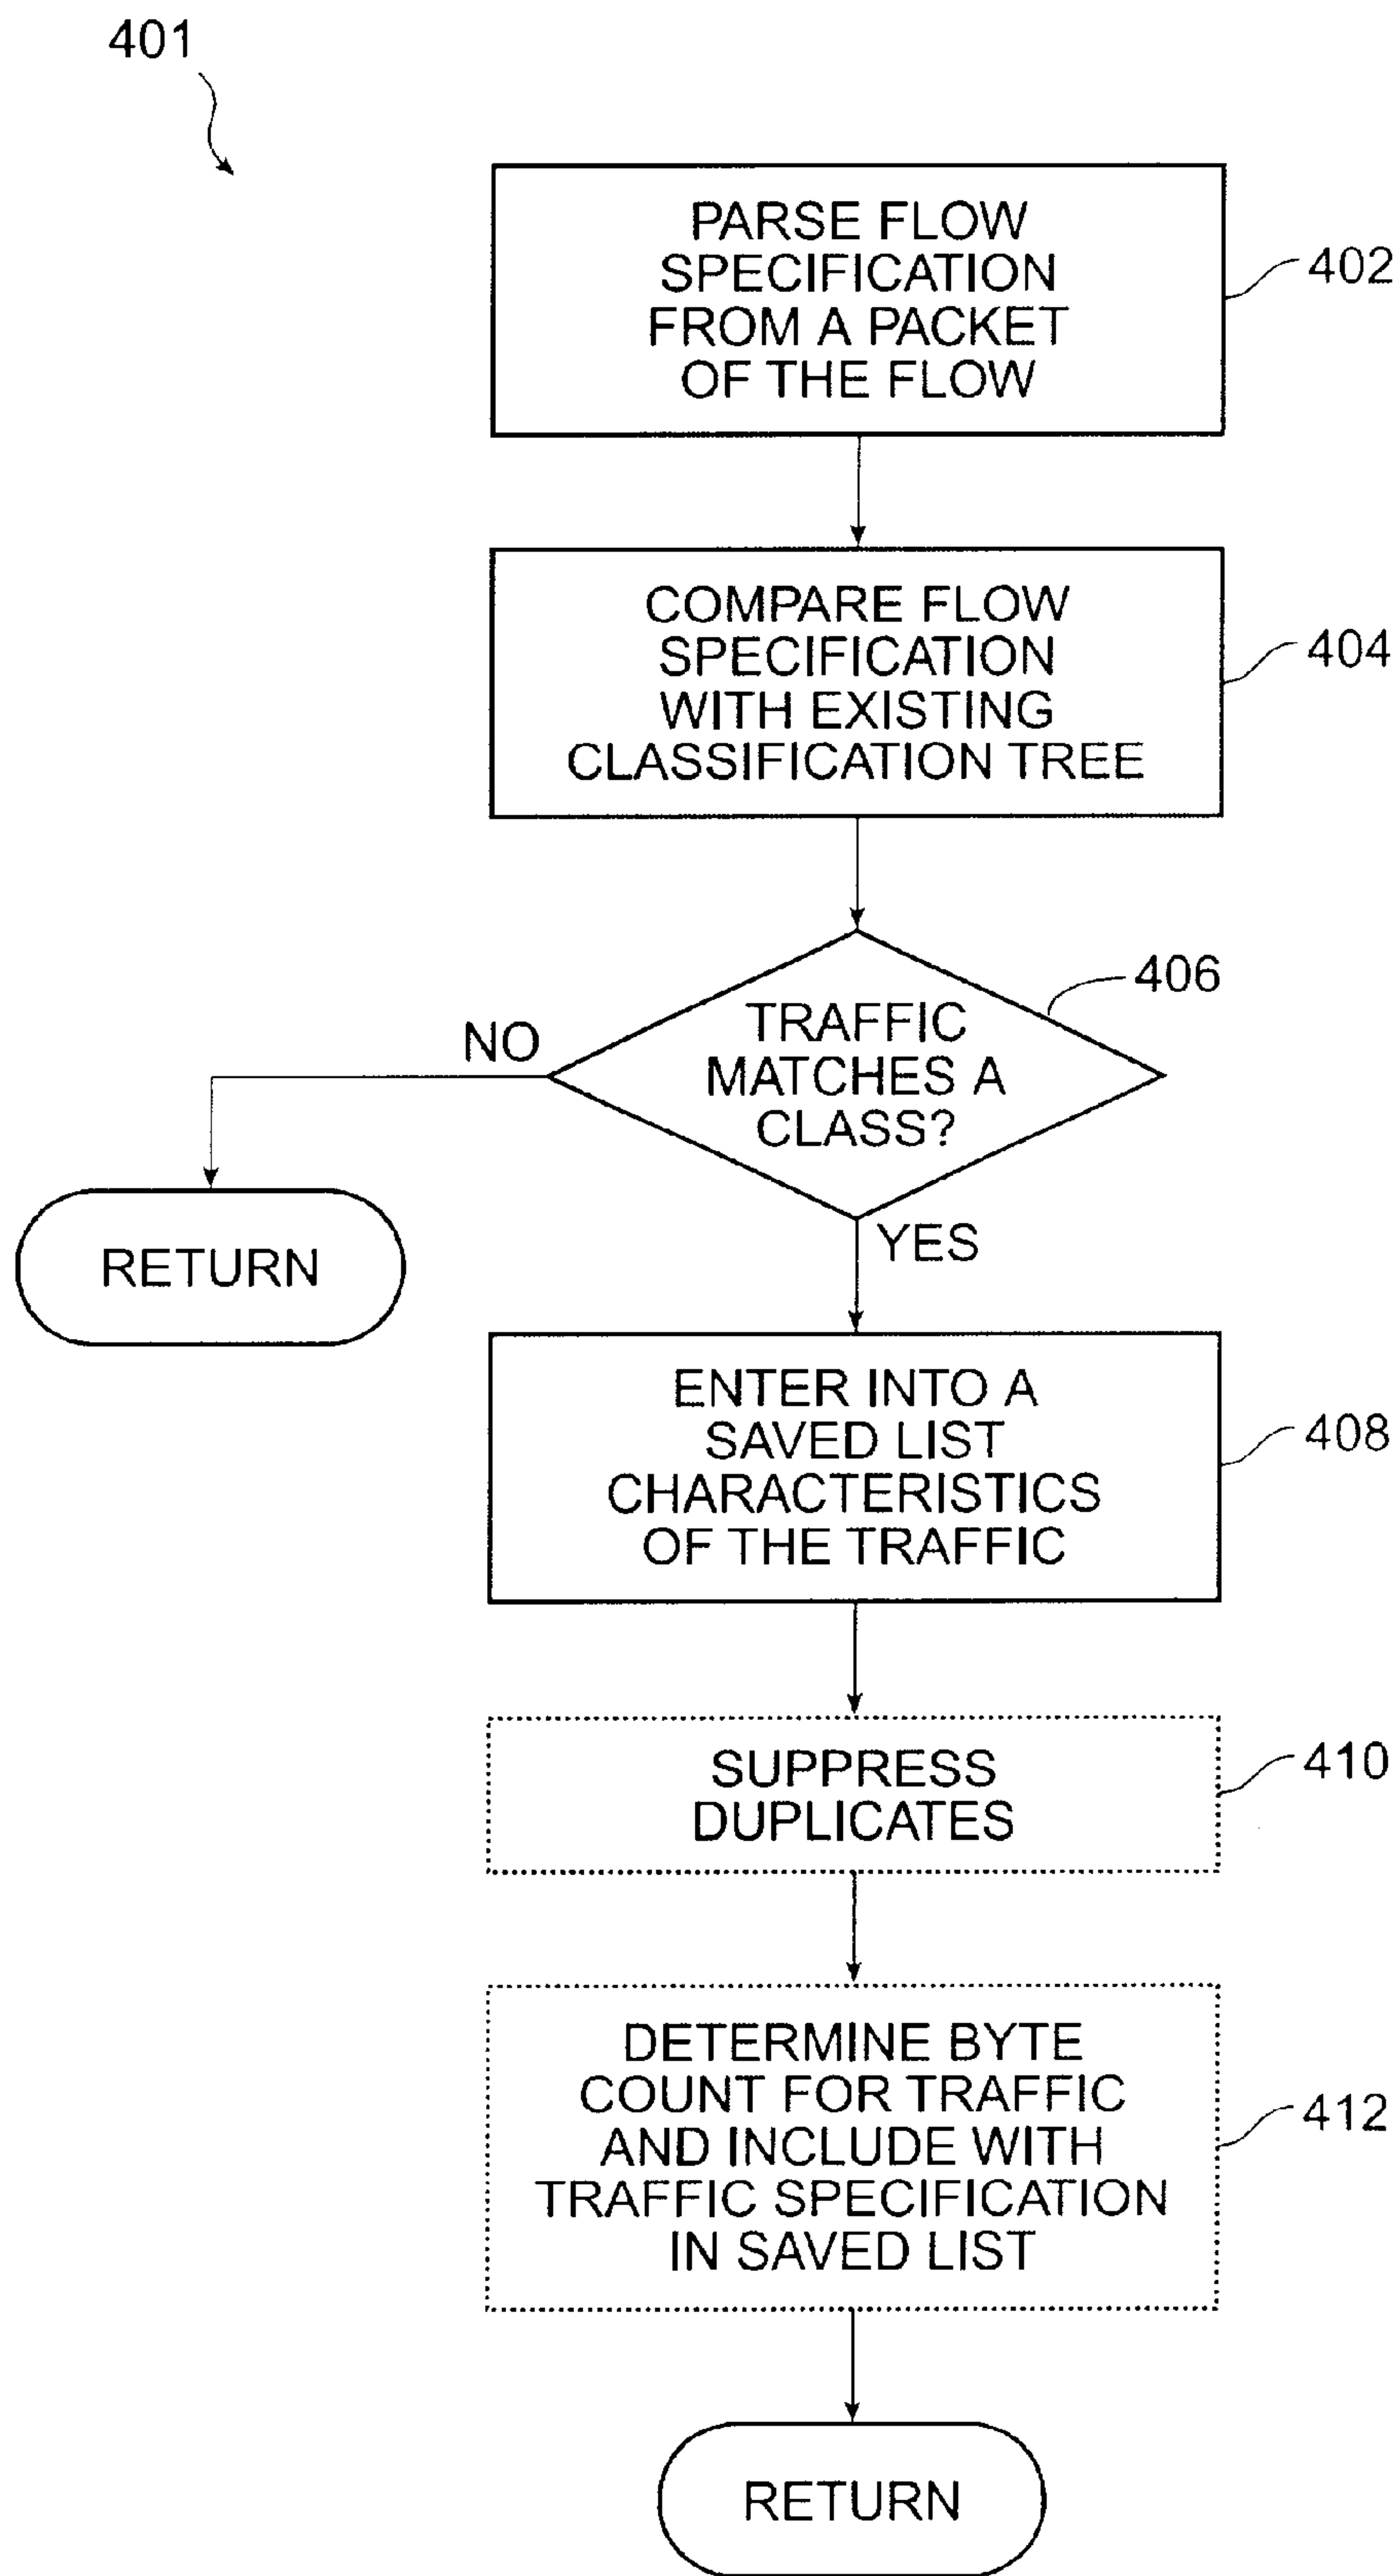 401
PARSE FLOW
SPECIFICATION
FROM A PACKET
OF THE FLOW
402
COMPARE FLOW
SPECIFICATION
WITH EXISTING
CLASSIFICATION TREE
404
TRAFFIC
MATCHES A
CLASS?
406
NO
RETURN
YES
ENTER INTO A
SAVED LIST
CHARACTERISTICS
OF THE TRAFFIC
408
SUPPRESS
DUPLICATES
410
DETERMINE BYTE
COUNT FOR TRAFFIC
AND INCLUDE WITH
TRAFFIC SPECIFICATION
IN SAVED LIST
412
RETURN